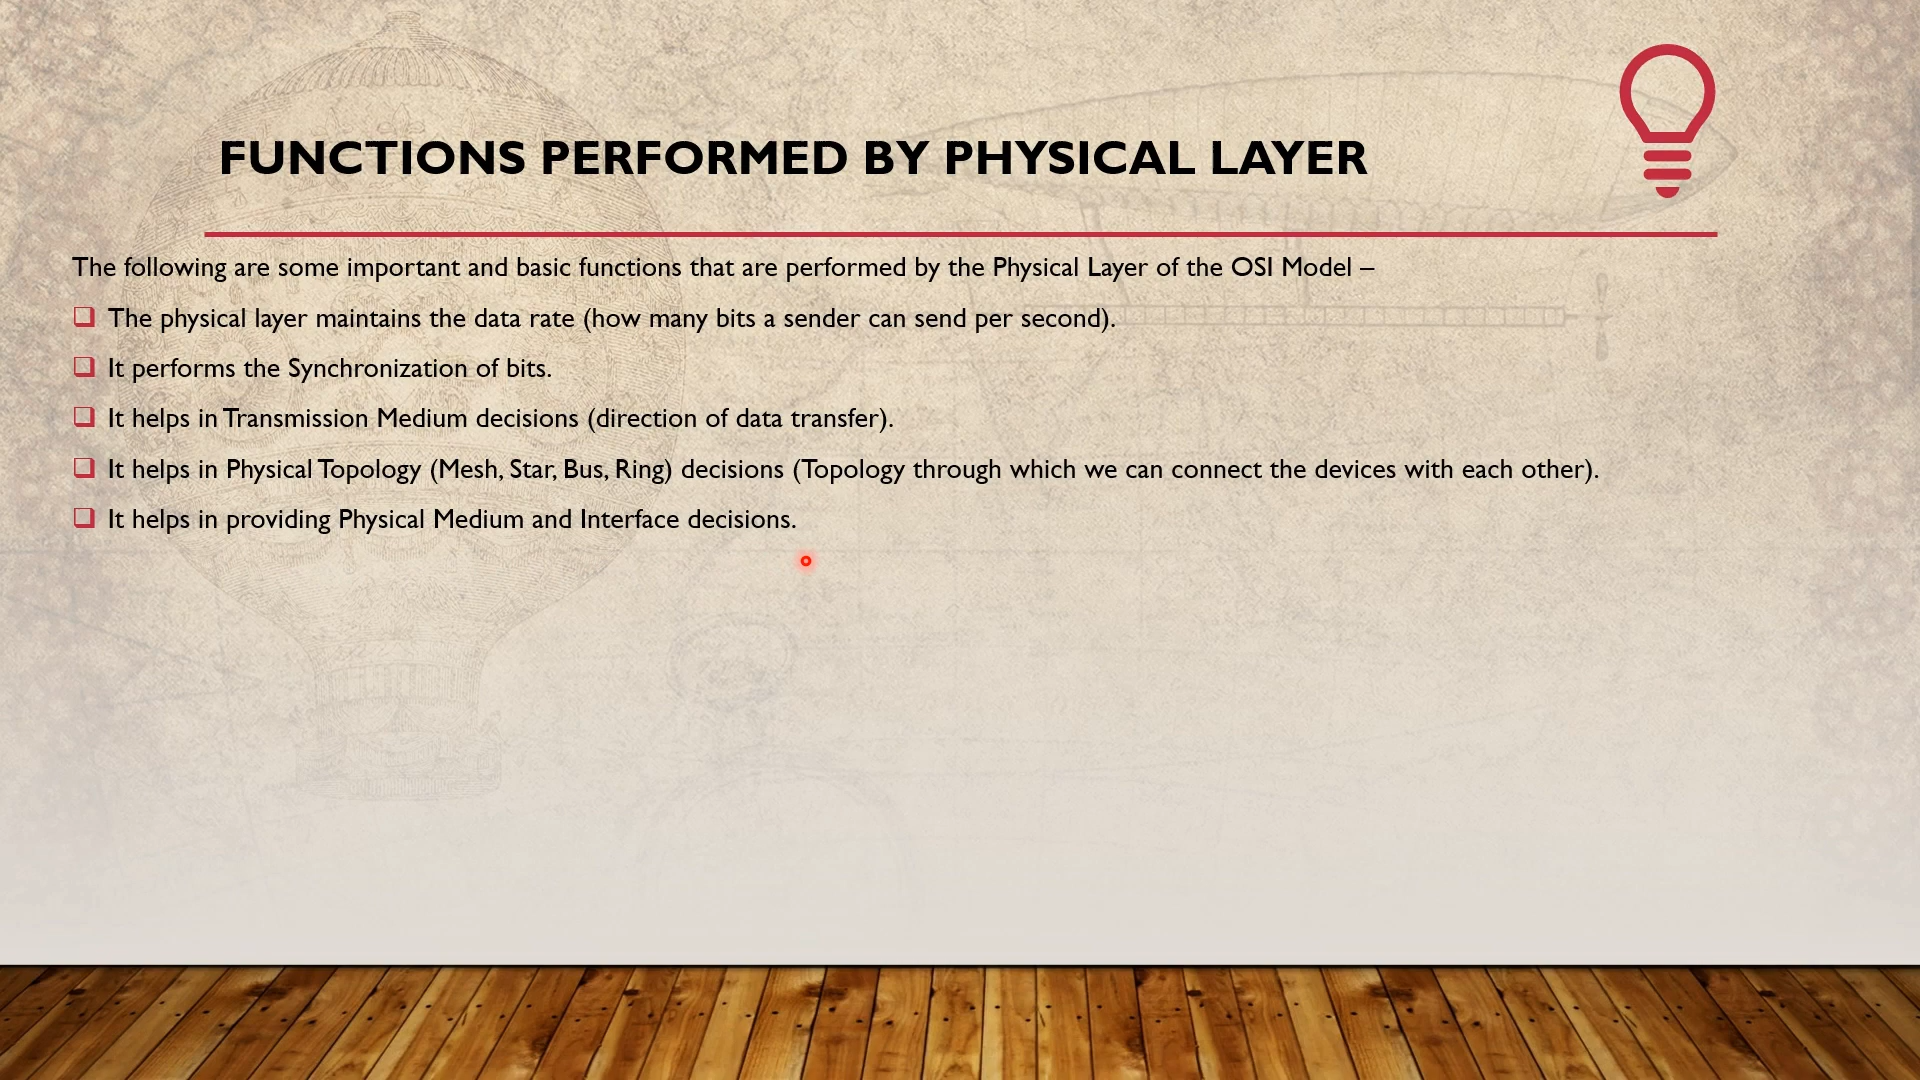 FUNCTIONS PERFORMED BY PHYSICAL LAYER
The following are some important and basic functions that are performed by the Physical Layer of the OSI Model –
❑ The physical layer maintains the data rate (how many bits a sender can send per second).
❑ It performs the Synchronization of bits.
❑ It helps in Transmission Medium decisions (direction of data transfer).
❑ It helps in Physical Topology (Mesh, Star, Bus, Ring) decisions (Topology through which we can connect the devices with each other).
❑ It helps in providing Physical Medium and Interface decisions.